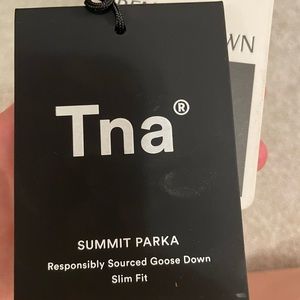 Tna®
SUMMIT PARKA
Responsibly Sourced Goose Down
Slim Fit